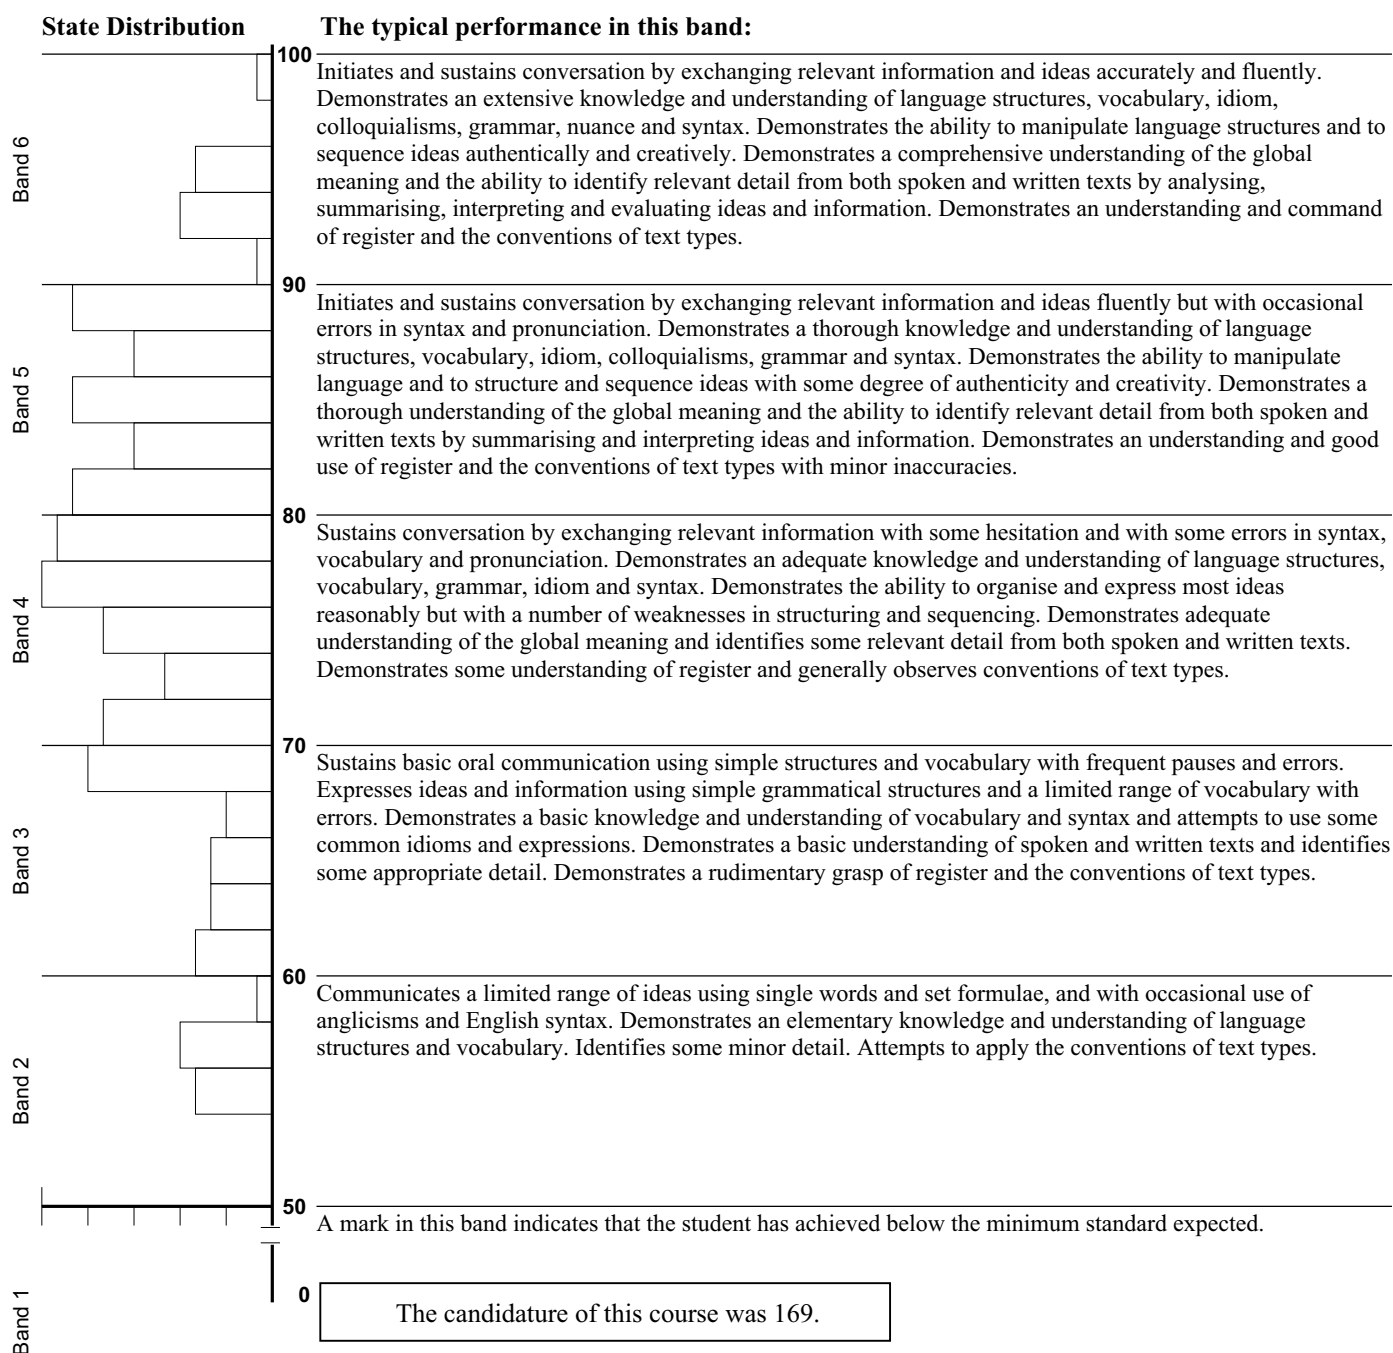 State Distribution
The typical performance in this band:
100
Initiates and sustains conversation by exchanging relevant information and ideas accurately and fluently.
Demonstrates an extensive knowledge and understanding of language structures, vocabulary, idiom,
colloquialisms, grammar, nuance and syntax. Demonstrates the ability to manipulate language structures and to
sequence ideas authentically and creatively. Demonstrates a comprehensive understanding of the global
meaning and the ability to identify relevant detail from both spoken and written texts by analysing,
summarising, interpreting and evaluating ideas and information. Demonstrates an understanding and command
of register and the conventions of text types.
Band 6
90
Initiates and sustains conversation by exchanging relevant information and ideas fluently but with occasional
errors in syntax and pronunciation. Demonstrates a thorough knowledge and understanding of language
structures, vocabulary, idiom, colloquialisms, grammar and syntax. Demonstrates the ability to manipulate
language and to structure and sequence ideas with some degree of authenticity and creativity. Demonstrates a
thorough understanding of the global meaning and the ability to identify relevant detail from both spoken and
written texts by summarising and interpreting ideas and information. Demonstrates an understanding and good
use of register and the conventions of text types with minor inaccuracies.
Band 5
80
Sustains conversation by exchanging relevant information with some hesitation and with some errors in syntax,
vocabulary and pronunciation. Demonstrates an adequate knowledge and understanding of language structures,
vocabulary, grammar, idiom and syntax. Demonstrates the ability to organise and express most ideas
reasonably but with a number of weaknesses in structuring and sequencing. Demonstrates adequate
understanding of the global meaning and identifies some relevant detail from both spoken and written texts.
Demonstrates some understanding of register and generally observes conventions of text types.
Band 4
70
Sustains basic oral communication using simple structures and vocabulary with frequent pauses and errors.
Expresses ideas and information using simple grammatical structures and a limited range of vocabulary with
errors. Demonstrates a basic knowledge and understanding of vocabulary and syntax and attempts to use some
common idioms and expressions. Demonstrates a basic understanding of spoken and written texts and identifies
some appropriate detail. Demonstrates a rudimentary grasp of register and the conventions of text types.
Band 3
60
Communicates a limited range of ideas using single words and set formulae, and with occasional use of
anglicisms and English syntax. Demonstrates an elementary knowledge and understanding of language
structures and vocabulary. Identifies some minor detail. Attempts to apply the conventions of text types.
Band 2
50
A mark in this band indicates that the student has achieved below the minimum standard expected.
0
Band 1
The candidature of this course was 169.